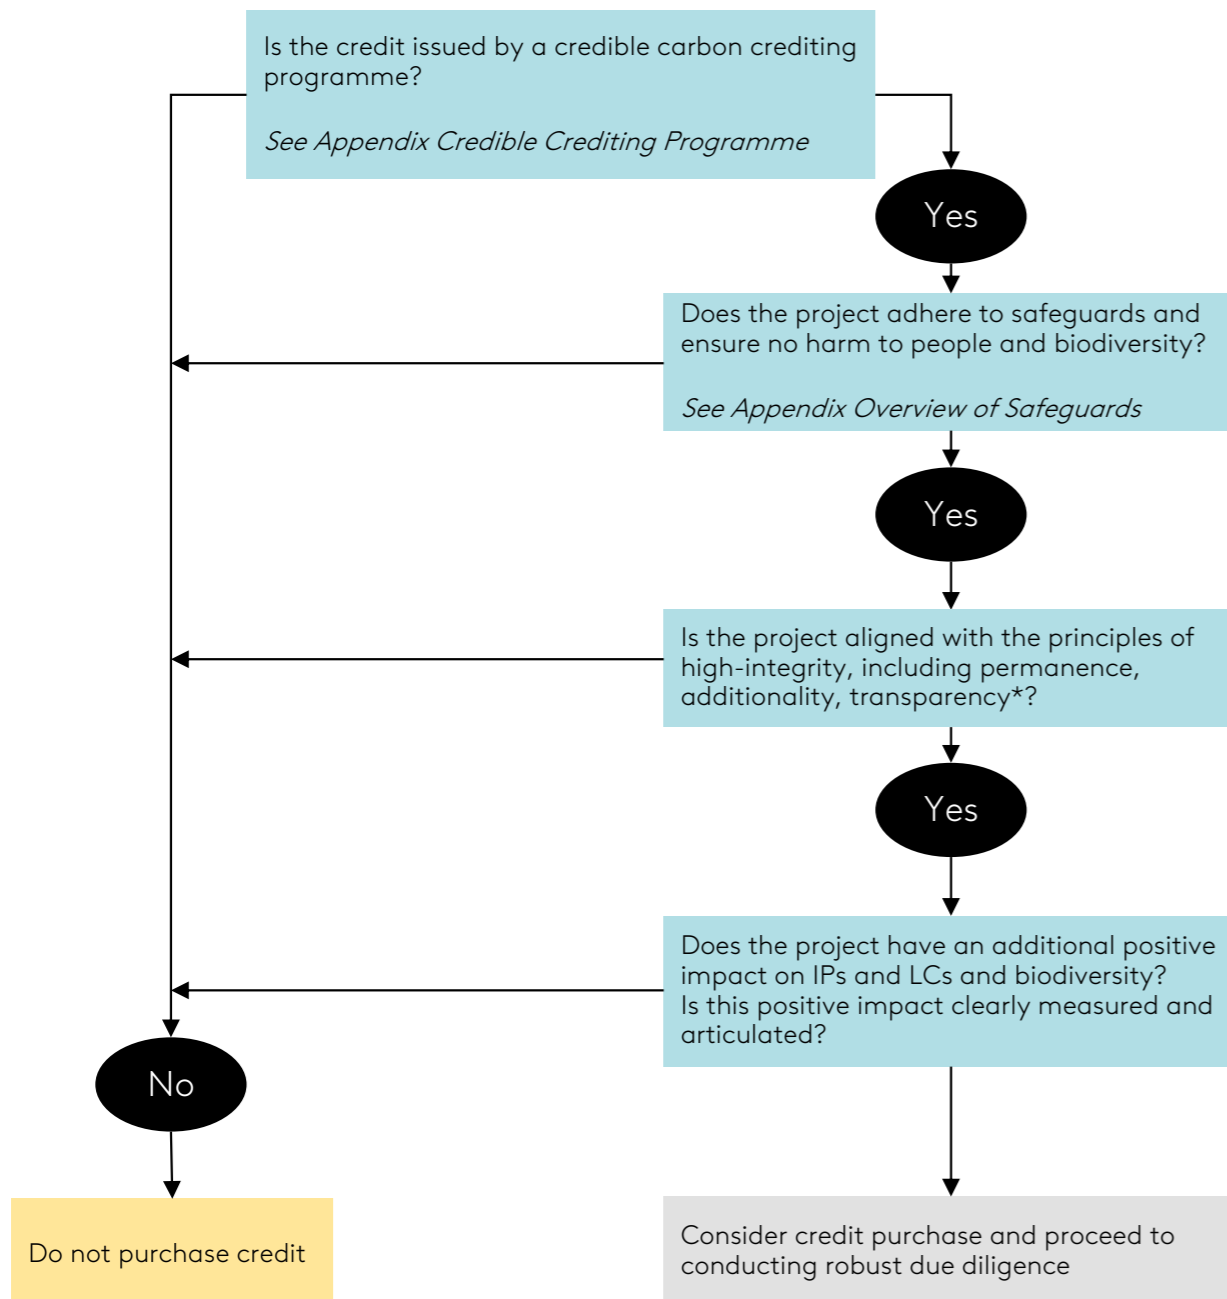 Is the credit issued by a credible carbon crediting
programme?
See Appendix Credible Crediting Programme
Yes
Does the project adhere to safeguards and
ensure no harm to people and biodiversity?
See Appendix Overview of Safeguards
Yes
Is the project aligned with the principles of
high-integrity, including permanence,
additionality, transparency*?
Yes
Does the project have an additional positive
impact on IPs and LCs and biodiversity?
Is this positive impact clearly measured and
articulated?
No
Do not purchase credit
Consider credit purchase and proceed to
conducting robust due diligence